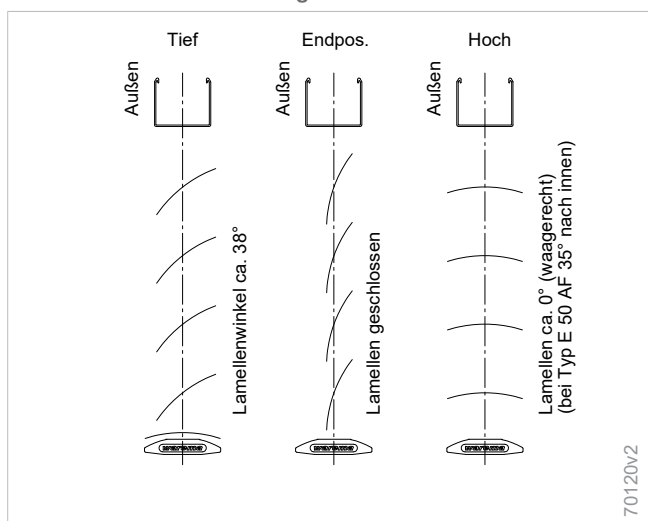 Tief
Endpos.
Hoch
Außen
Außen
Außen
Lamellenwinkel ca. 38°
Lamellen geschlossen
Lamellen ca. 0° (waagerecht)
(bei Typ E 50 AF 35° nach innen)
70120v2